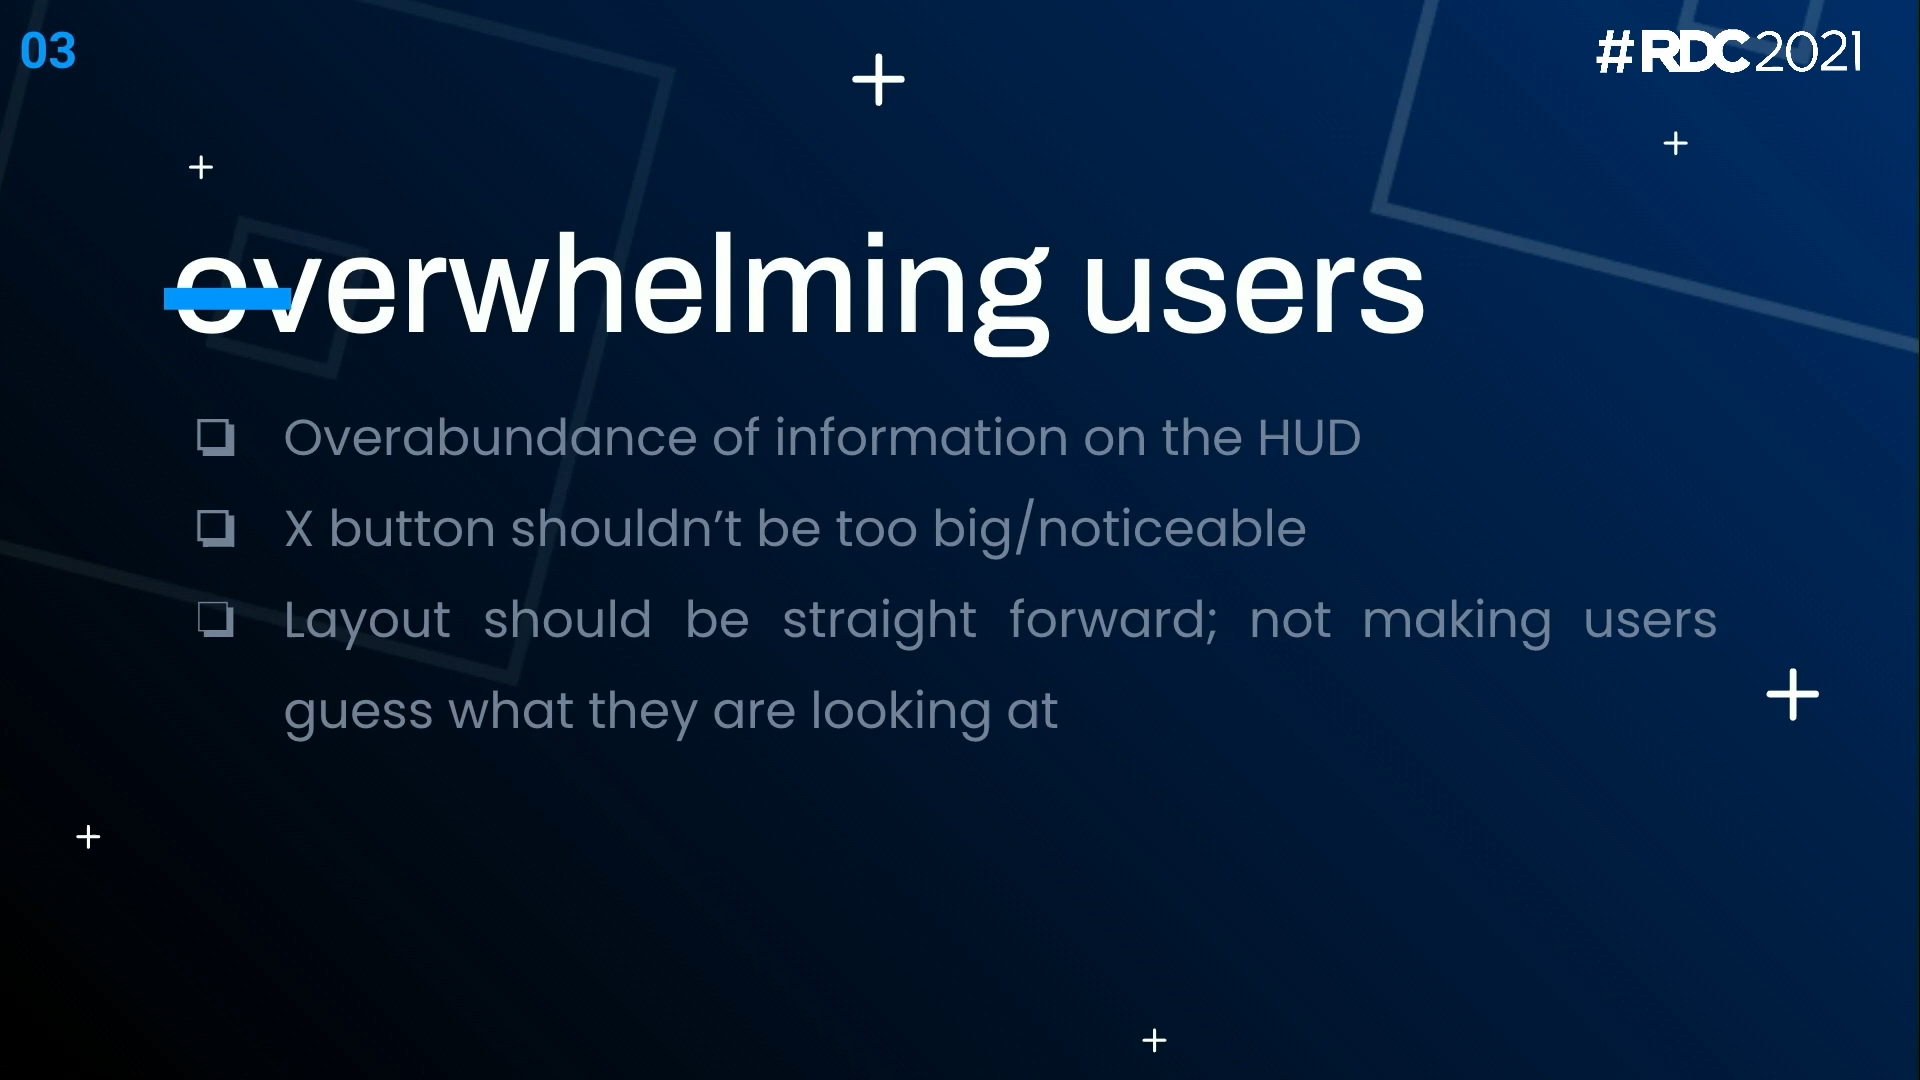 03
#RDC2021
overwhelming users
Overabundance of information on the HUD
X button shouldn’t be too big/noticeable
Layout should be straight forward; not making users
guess what they are looking at